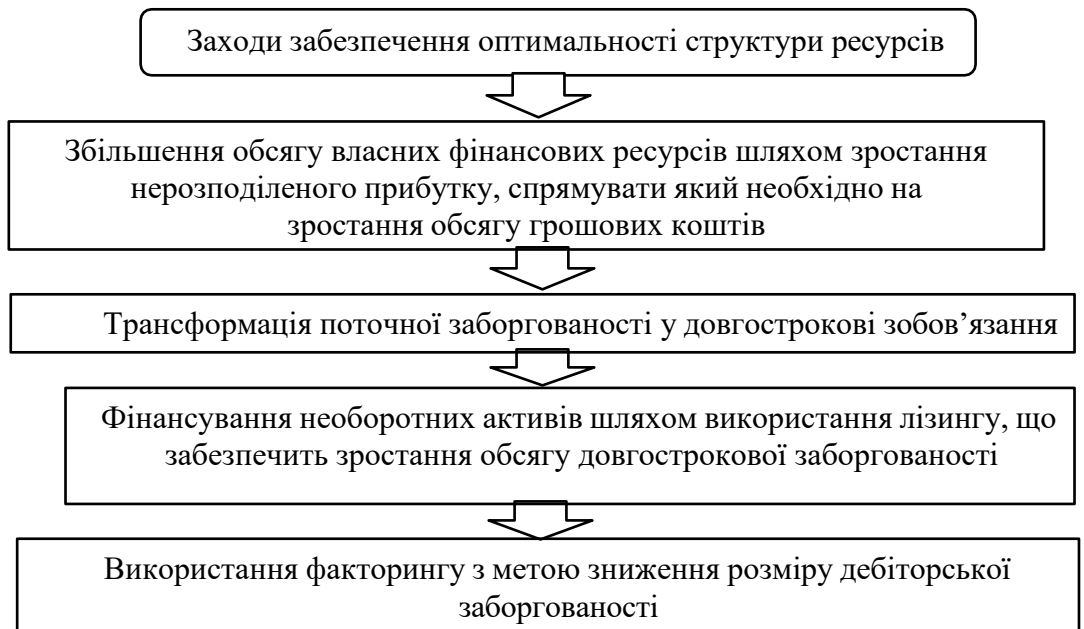 Заходи забезпечення оптимальності структури ресурсів
Збільшення обсягу власних фінансових ресурсів шляхом зростання
нерозподіленого прибутку, спрямувати який необхідно на
зростання обсягу грошових коштів
Трансформація поточної заборгованості у довгострокові зобов’язання
Фінансування необоротних активів шляхом використання лізингу, що
забезпечить зростання обсягу довгострокової заборгованості
Використання факторингу з метою зниження розміру дебіторської
заборгованості